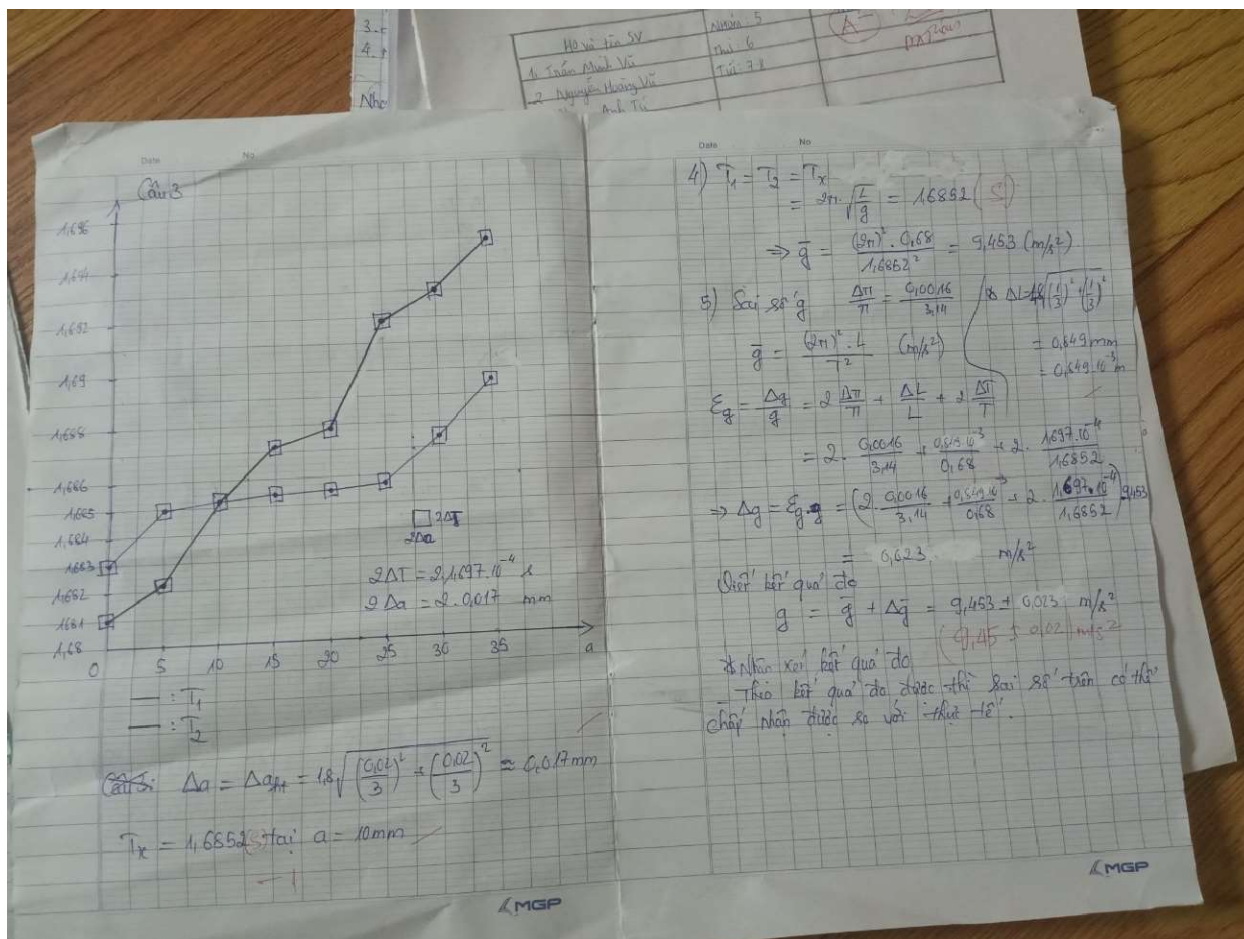 3.
4.
Nhc
Họ và tên SV
Nhóm: 5
A-
1. Trần Minh Vũ
Thứ: 6
2 Nguyễn Hoàng Vũ
Tiết: 7-8
Anh Tú
Date No
Câu 3
1,696
1,694
1,692
1,69
1,688
1,686
1,685
1,684
1,683
1,682
1,681
1,68
0 5 10 15 20 25 30 35 a
2ΔT
2Δa
2ΔT = 2.1,697.10⁻⁴ s
2Δa = 2.0,017 mm
— : T₁
— : T₂
Δa = Δaₕₜ = 1,8√((0,02/3)² + (0,02/3)²) ≈ 0,017mm
Tₓ = 1,6852(s) tại a = 10mm
- 1
MGP
Date No
4) T₁ = T₂ = Tₓ
= 2π.√(L/g) = 1,6852 (s)
⇒ ḡ = (2π)².0,68 / 1,6852² = 9,453 (m/s²)
5) Sai số g Δπ/π = 0,0016/3,14
ΔL = 1,8√((1/3)² + (1/3)²)
= 0,849mm
= 0,849.10⁻³m
ḡ = (2π)².L / T² (m/s²)
εg = Δg/g = 2 Δπ/π + ΔL/L + 2 ΔT/T
= 2. 0,0016/3,14 + 0,849.10⁻³/0,68 + 2. 1,697.10⁻⁴/1,6852
⇒ Δg = εg.g = (2. 0,0016/3,14 + 0,849.10⁻³/0,68 + 2. 1,697.10⁻⁴/1,6852) 9,453
= 0,023 m/s²
Viết kết quả đo
g = ḡ ± Δḡ = 9,453 ± 0,023 m/s²
(9,45 ± 0,02) m/s²
* Nhận xét kết quả đo
- Theo kết quả đo được thì sai số trên có thể
chấp nhận được so với thực tế.
MGP